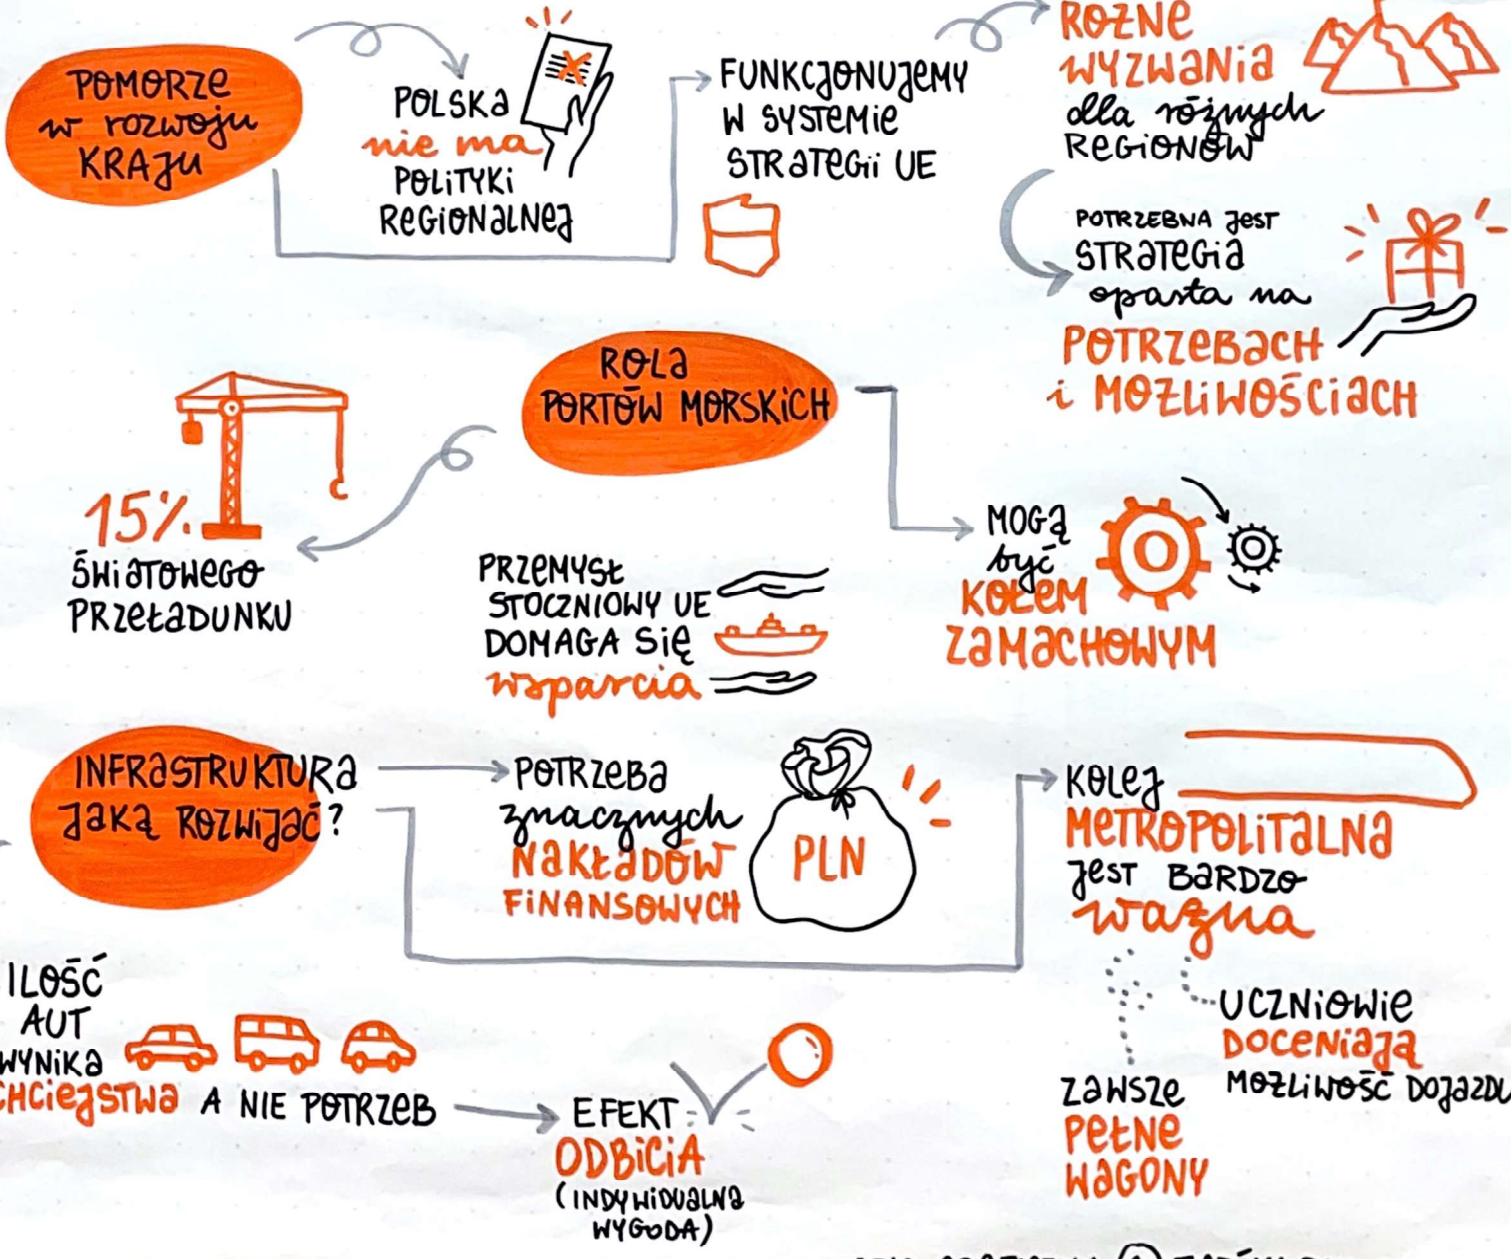 POMORZE
w rozwoju
KRAJU
POLSKA
nie ma
POLITYKI
REGIONALNEJ
FUNKCJONUJEMY
W SYSTEMIE
STRATEGII UE
RÓŻNE
WYZWANIA
dla różnych
REGIONÓW
POTRZEBNA JEST
STRATEGIA
oparta na
POTRZEBACH
i MOŻLIWOŚCIACH
ROLA
PORTÓW MORSKICH
15%
ŚWIATOWEGO
PRZEŁADUNKU
PRZEMYSŁ
STOCZNIOWY UE
DOMAGA SIĘ
wsparcia
MOGĄ
być
KOŁEM
ZAMACHOWYM
INFRASTRUKTURA
JAKĄ ROZWIJAĆ?
POTRZEBA
znacznych
NAKŁADÓW
FINANSOWYCH
PLN
KOLEJ
METROPOLITALNA
JEST BARDZO
ważna
UCZNIOWIE
DOCENIAJĄ
MOŻLIWOŚĆ DOJAZDU
ZAWSZE
PEŁNE
WAGONY
ILOŚĆ
AUT
WYNIKA
CHCIEJSTWA A NIE POTRZEB
EFEKT
ODBICIA
(INDYWIDUALNA
WYGODA)